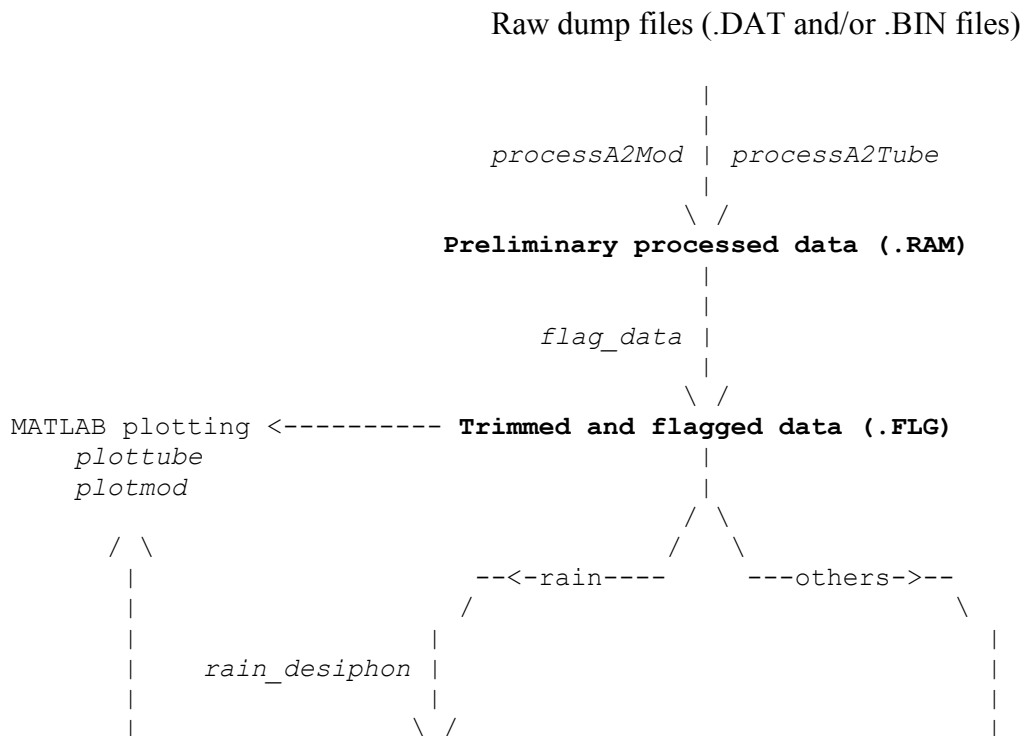 Raw dump files (.DAT and/or .BIN files)
|
|
processA2Mod | processA2Tube
|
\ /
Preliminary processed data (.RAM)
|
|
flag_data |
|
\ /
MATLAB plotting <---------- Trimmed and flagged data (.FLG)
plottube |
plotmod |
/ \
/ \ / \
| --<-rain---- ---others->--
| / \
| | |
| rain_desiphon | |
| | |
| \ / |